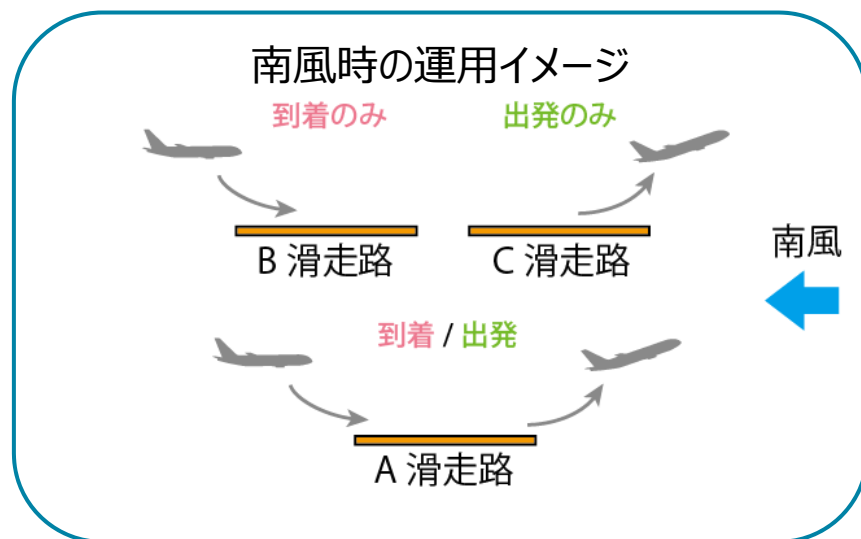 南風時の運用イメージ
到着のみ
出発のみ
B 滑走路
C 滑走路
南風
到着 / 出発
A 滑走路